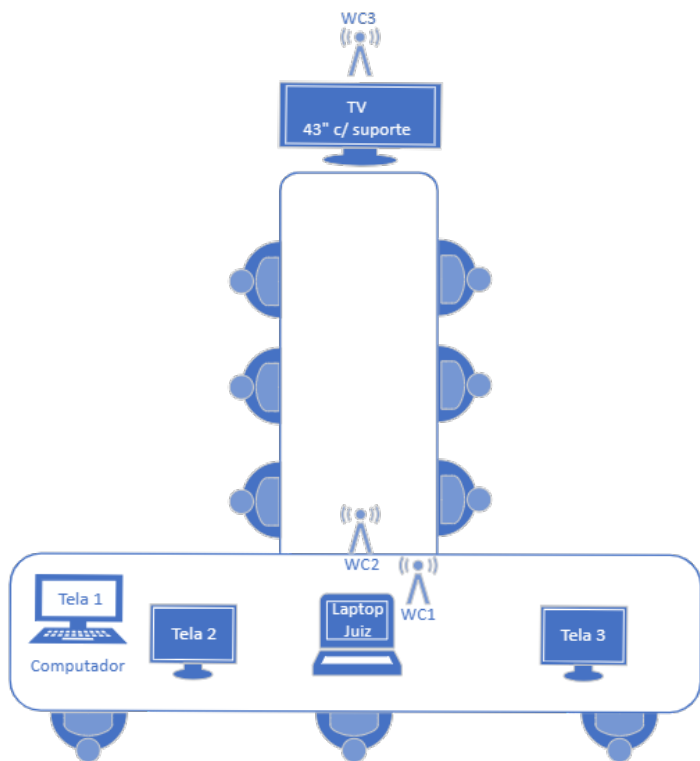 WC3
TV
43" c/ suporte
WC2
WC1
Tela 1
Computador
Tela 2
Laptop
Juiz
Tela 3